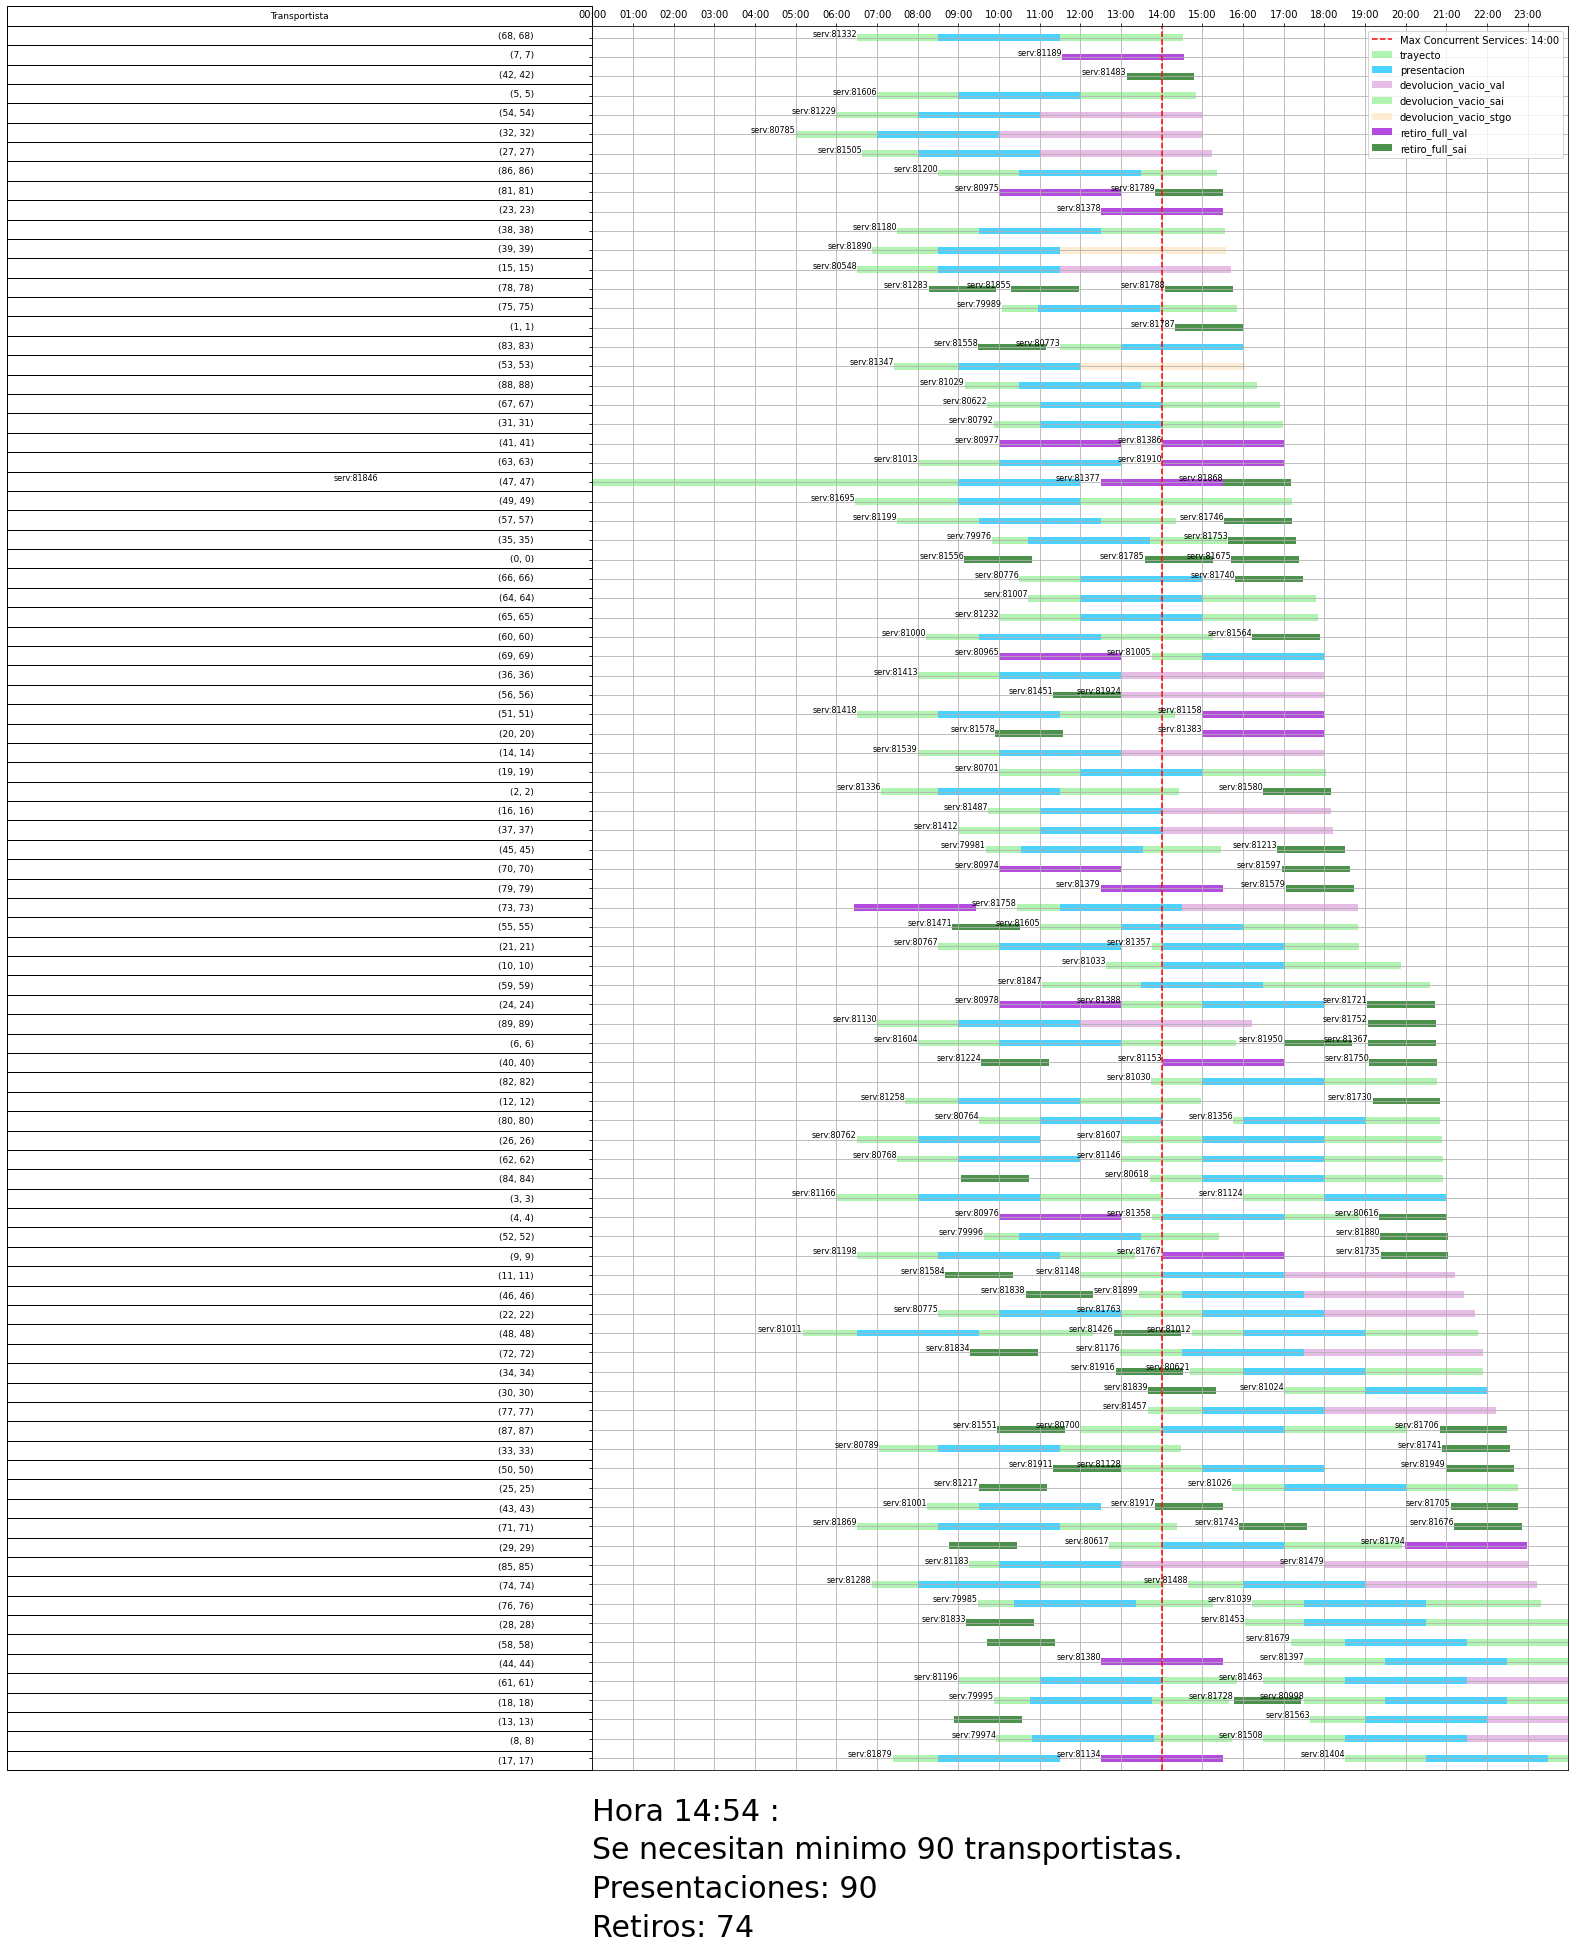 Transportista 00:00 01:00 02:00 03:00 04:00 05:00 06:00 07:00 08:00 09:00 10:00 11:00 12:00 13:00 14:00 15:00 16:00 17:00 18:00 19:00 20:00 21:00 22:00 23:00
Max Concurrent Services: 14:00
trayecto
presentacion
devolucion_vacio_val
devolucion_vacio_sai
devolucion_vacio_stgo
retiro_full_val
retiro_full_sai
(68, 68) serv:81332
(7, 7) serv:81189
(42, 42) serv:81483
(5, 5) serv:81606
(54, 54) serv:81229
(32, 32) serv:80785
(27, 27) serv:81505
(86, 86) serv:81200
(81, 81) serv:80975 serv:81789
(23, 23) serv:81378
(38, 38) serv:81180
(39, 39) serv:81890
(15, 15) serv:80548
(78, 78) serv:81283 serv:81855 serv:81788
(75, 75) serv:79989
(1, 1) serv:81787
(83, 83) serv:81558 serv:80773
(53, 53) serv:81347
(88, 88) serv:81029
(67, 67) serv:80622
(31, 31) serv:80792
(41, 41) serv:80977 serv:81386
(63, 63) serv:81013 serv:81910
serv:81846 (47, 47) serv:81377 serv:81868
(49, 49) serv:81695
(57, 57) serv:81199 serv:81746
(35, 35) serv:79976 serv:81753
(0, 0) serv:81556 serv:81785 serv:81675
(66, 66) serv:80776 serv:81740
(64, 64) serv:81007
(65, 65) serv:81232
(60, 60) serv:81000 serv:81564
(69, 69) serv:80965 serv:81005
(36, 36) serv:81413
(56, 56) serv:81451 serv:81924
(51, 51) serv:81418 serv:81158
(20, 20) serv:81578 serv:81383
(14, 14) serv:81539
(19, 19) serv:80701
(2, 2) serv:81336 serv:81580
(16, 16) serv:81487
(37, 37) serv:81412
(45, 45) serv:79981 serv:81213
(70, 70) serv:80974 serv:81597
(79, 79) serv:81379 serv:81579
(73, 73) serv:81758
(55, 55) serv:81471 serv:81605
(21, 21) serv:80767 serv:81357
(10, 10) serv:81033
(59, 59) serv:81847
(24, 24) serv:80978 serv:81388 serv:81721
(89, 89) serv:81130 serv:81752
(6, 6) serv:81604 serv:81950 serv:81367
(40, 40) serv:81224 serv:81153 serv:81750
(82, 82) serv:81030
(12, 12) serv:81258 serv:81730
(80, 80) serv:80764 serv:81356
(26, 26) serv:80762 serv:81607
(62, 62) serv:80768 serv:81146
(84, 84) serv:80618
(3, 3) serv:81166 serv:81124
(4, 4) serv:80976 serv:81358 serv:80616
(52, 52) serv:79996 serv:81880
(9, 9) serv:81198 serv:81767 serv:81735
(11, 11) serv:81584 serv:81148
(46, 46) serv:81838 serv:81899
(22, 22) serv:80775 serv:81763
(48, 48) serv:81011 serv:81426 serv:81012
(72, 72) serv:81834 serv:81176
(34, 34) serv:81916 serv:80621
(30, 30) serv:81839 serv:81024
(77, 77) serv:81457
(87, 87) serv:81551 serv:80700 serv:81706
(33, 33) serv:80789 serv:81741
(50, 50) serv:81911 serv:81128 serv:81949
(25, 25) serv:81217 serv:81026
(43, 43) serv:81001 serv:81917 serv:81705
(71, 71) serv:81869 serv:81743 serv:81676
(29, 29) serv:80617 serv:81794
(85, 85) serv:81183 serv:81479
(74, 74) serv:81288 serv:81488
(76, 76) serv:79985 serv:81039
(28, 28) serv:81833 serv:81453
(58, 58) serv:81679
(44, 44) serv:81380 serv:81397
(61, 61) serv:81196 serv:81463
(18, 18) serv:79995 serv:81728 serv:80998
(13, 13) serv:81563
(8, 8) serv:79974 serv:81508
(17, 17) serv:81879 serv:81134 serv:81404
Hora 14:54 :
Se necesitan minimo 90 transportistas.
Presentaciones: 90
Retiros: 74